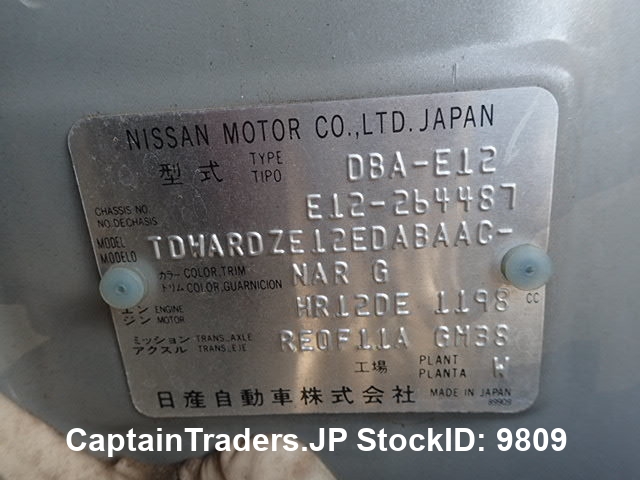 NISSAN MOTOR CO.,LTD. JAPAN
型式 TYPE TIPO DBA-E12
CHASSIS NO. NO.DECHASIS E12-264487
MODEL MODELO TDWARDZE12EDABAAC-
カラー COLOR,TRIM トリム COLOR,GUARNICION NAR G
エンジン ENGINE MOTOR HR12DE 1198 CC
ミッション アクスル TRANS.,AXLE TRANS.,EJE RE0F11A GM38
工場 PLANT PLANTA W
日産自動車株式会社 MADE IN JAPAN
CaptainTraders.JP StockID: 9809